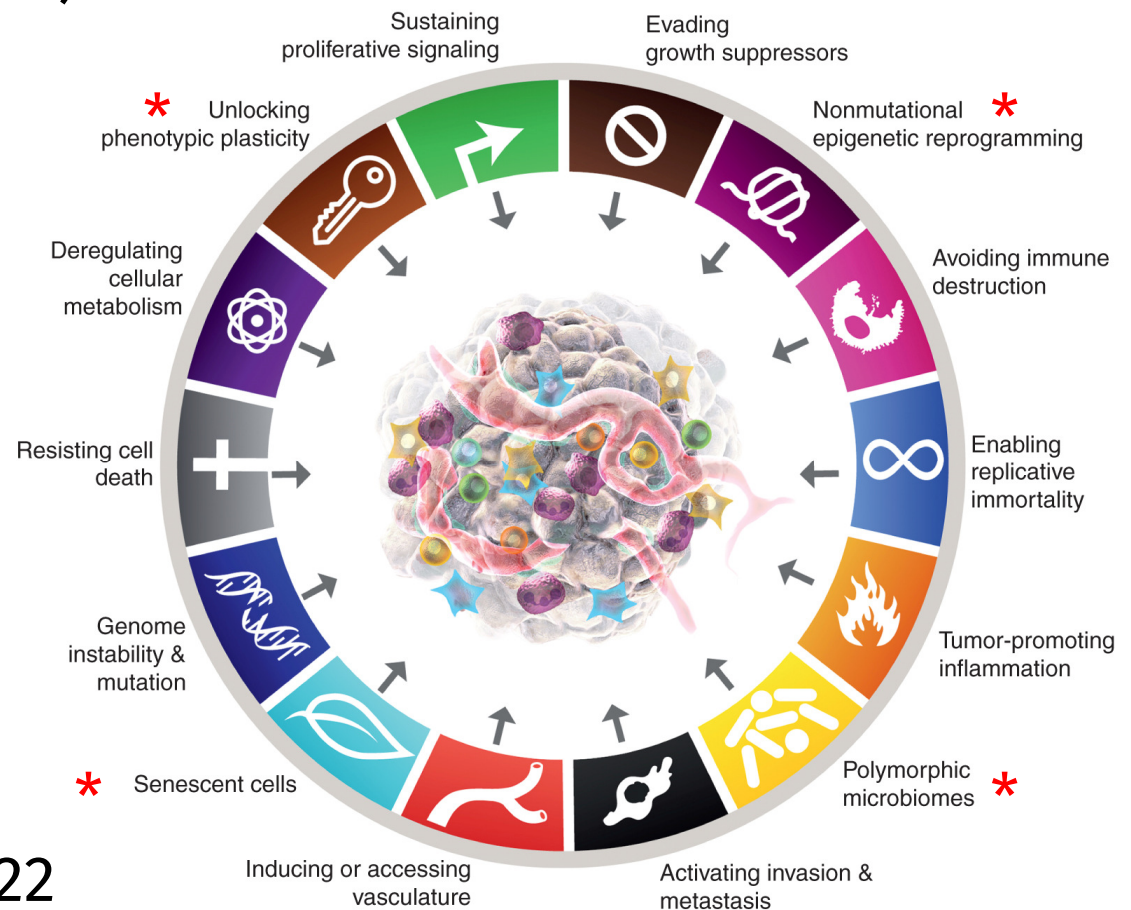 Sustaining
proliferative signaling
Evading
growth suppressors
* Unlocking
phenotypic plasticity
Nonmutational *
epigenetic reprogramming
Deregulating
cellular
metabolism
Avoiding immune
destruction
Resisting cell
death
Enabling
replicative
immortality
Genome
instability &
mutation
Tumor-promoting
inflammation
* Senescent cells
Polymorphic
microbiomes *
Inducing or accessing
vasculature
Activating invasion &
metastasis
22